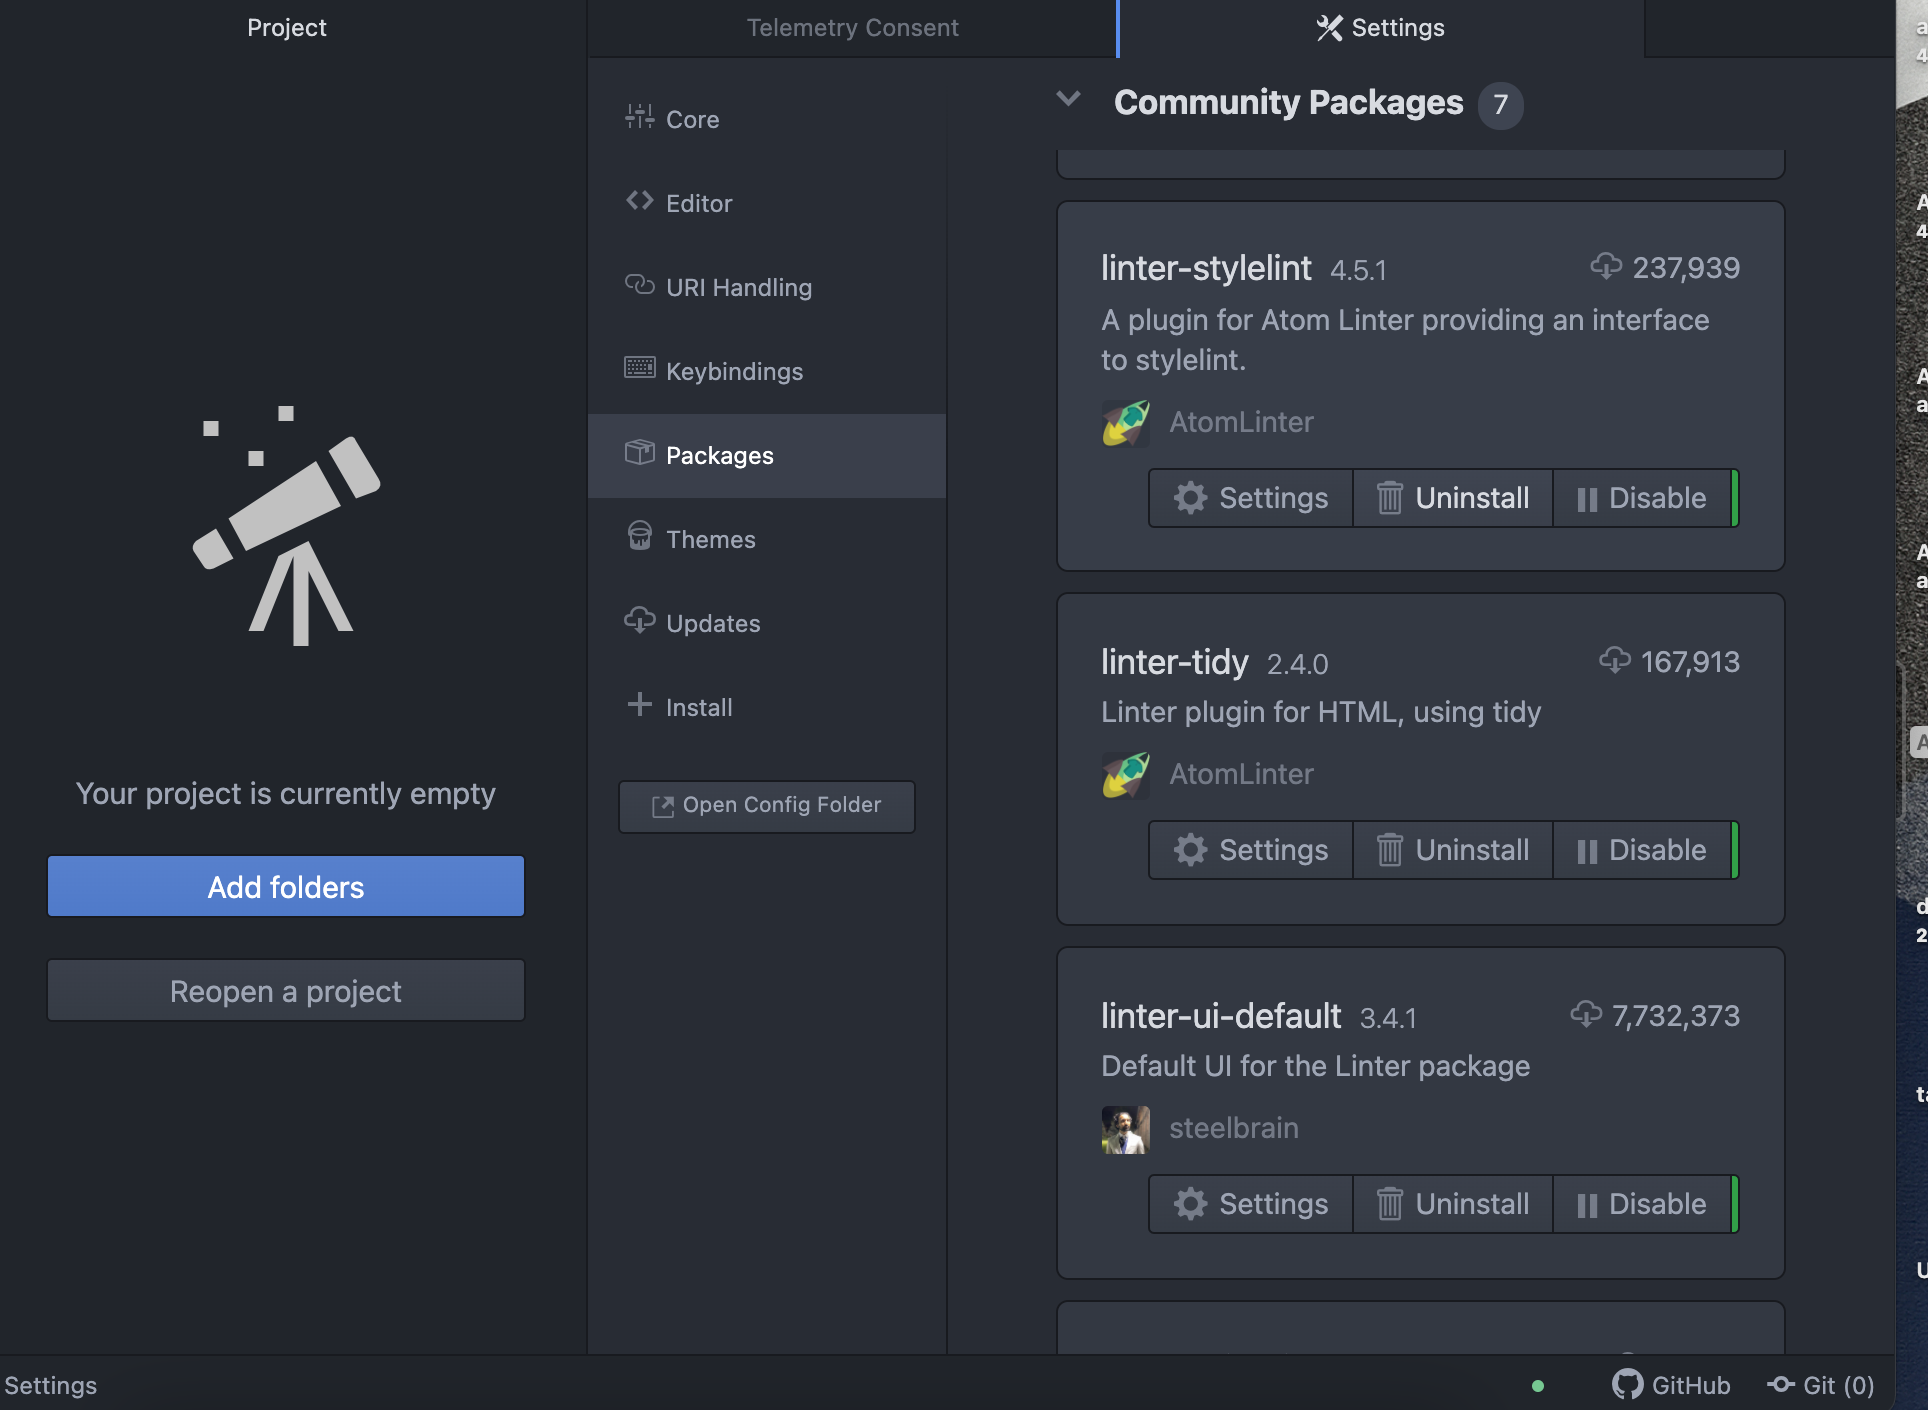 Project
Telemetry Consent
Settings
Core
Editor
URI Handling
Keybindings
Packages
Themes
Updates
Install
Open Config Folder
Your project is currently empty
Add folders
Reopen a project
Community Packages 7
linter-stylelint 4.5.1 237,939
A plugin for Atom Linter providing an interface
to stylelint.
AtomLinter
Settings Uninstall Disable
linter-tidy 2.4.0 167,913
Linter plugin for HTML, using tidy
AtomLinter
Settings Uninstall Disable
linter-ui-default 3.4.1 7,732,373
Default UI for the Linter package
steelbrain
Settings Uninstall Disable
Settings
GitHub
Git (0)